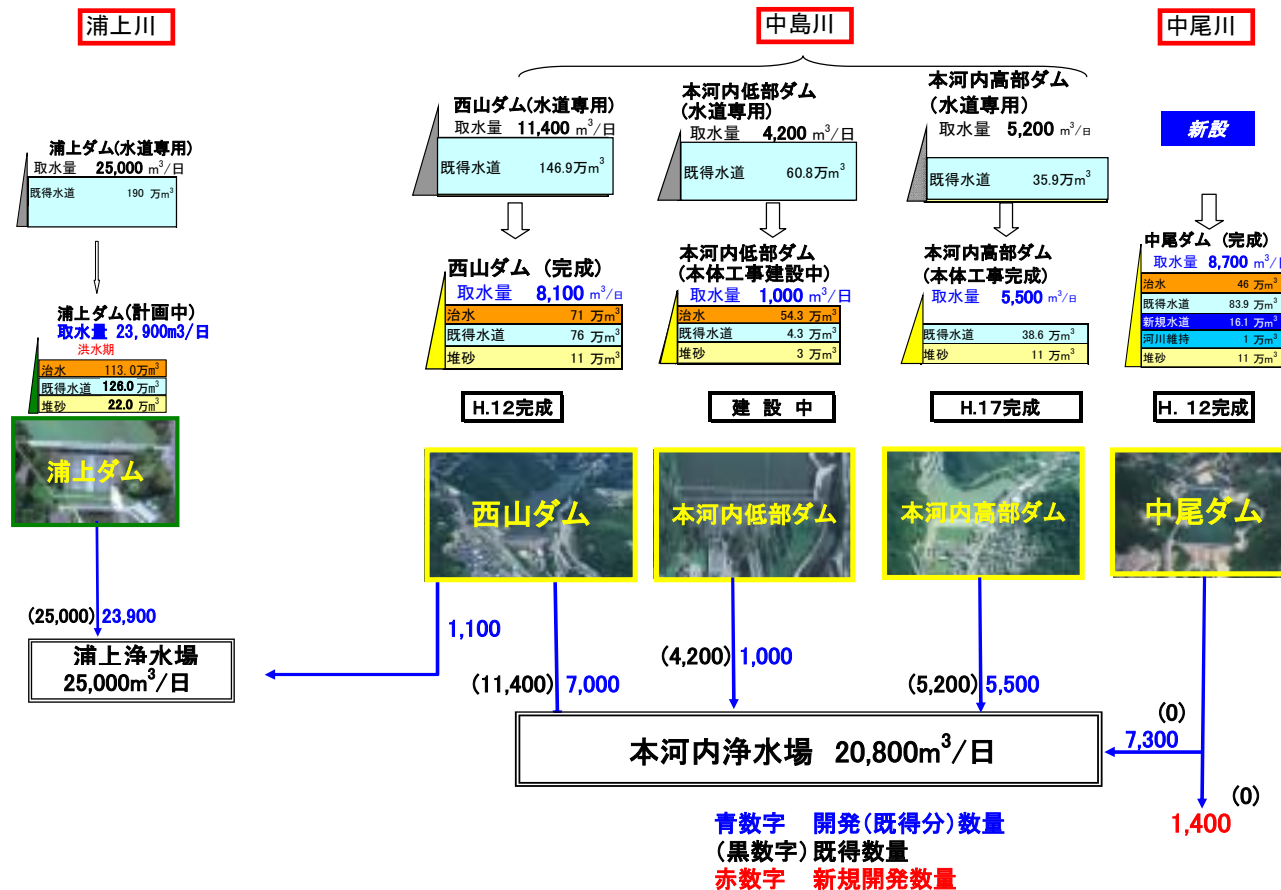 浦上川
中島川
中尾川
浦上ダム(水道専用)
取水量 25,000 m³/日
既得水道 190 万m³
浦上ダム(計画中)
取水量 23,900m3/日
洪水期
治水 113.0万m³
既得水道 126.0 万m³
堆砂 22.0 万m³
浦上ダム
(25,000) 23,900
浦上浄水場
25,000m³/日
西山ダム(水道専用)
取水量 11,400 m³/日
既得水道 146.9万m³
西山ダム (完成)
取水量 8,100 m³/日
治水 71 万m³
既得水道 76 万m³
堆砂 11 万m³
H.12完成
西山ダム
1,100
(11,400) 7,000
本河内低部ダム
(水道専用)
取水量 4,200 m³/日
既得水道 60.8万m³
本河内低部ダム
(本体工事建設中)
取水量 1,000 m³/日
治水 54.3 万m³
既得水道 4.3 万m³
堆砂 3 万m³
建 設 中
本河内低部ダム
(4,200) 1,000
本河内高部ダム
(水道専用)
取水量 5,200 m³/日
既得水道 35.9万m³
本河内高部ダム
(本体工事完成)
取水量 5,500 m³/日
既得水道 38.6 万m³
堆砂 11 万m³
H.17完成
本河内高部ダム
(5,200) 5,500
新設
中尾ダム (完成)
取水量 8,700 m³/日
治水 46 万m³
既得水道 83.9 万m³
新規水道 16.1 万m³
河川維持 1 万m³
堆砂 11 万m³
H. 12完成
中尾ダム
(0)
7,300
(0)
1,400
本河内浄水場 20,800m³/日
青数字 開発(既得分)数量
(黒数字) 既得数量
赤数字 新規開発数量